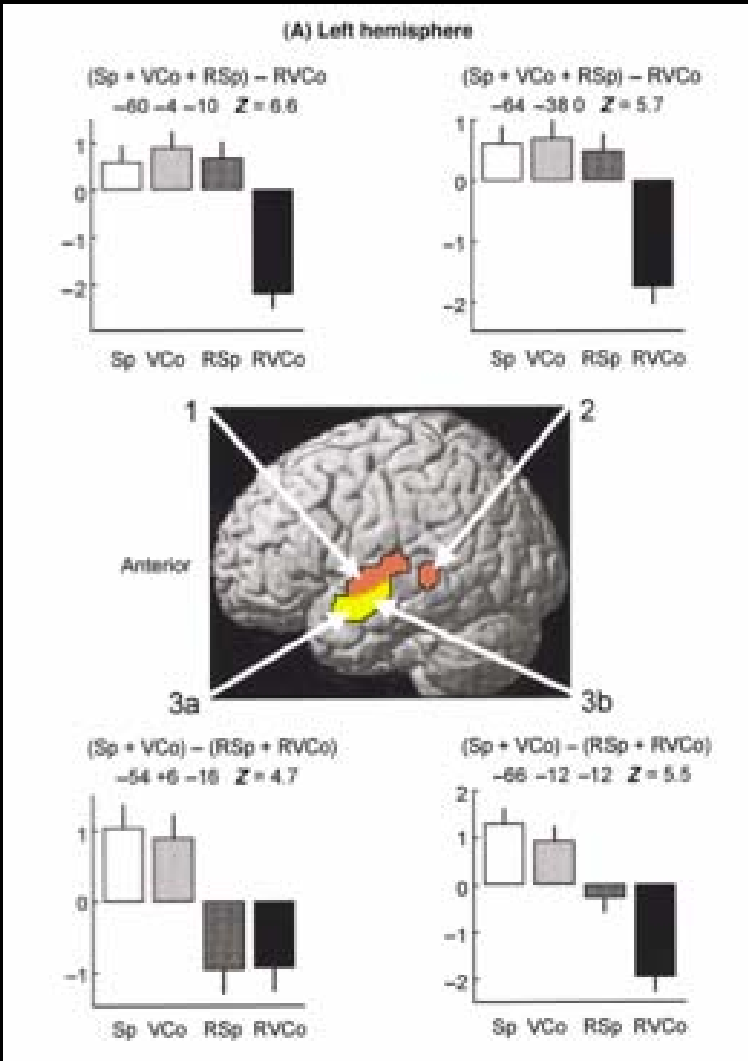 (A) Left hemisphere
(Sp + VCo + RSp) – RVCo
–60 –4 –10 Z = 6.6
1
0
–1
–2
Sp VCo RSp RVCo
(Sp + VCo + RSp) – RVCo
–64 –38 0 Z = 5.7
1
0
–1
–2
Sp VCo RSp RVCo
1
2
Anterior
3a
3b
(Sp + VCo) – (RSp + RVCo)
–54 +6 –16 Z = 4.7
1
0
–1
Sp VCo RSp RVCo
(Sp + VCo) – (RSp + RVCo)
–66 –12 –12 Z = 5.5
2
1
0
–1
–2
Sp VCo RSp RVCo